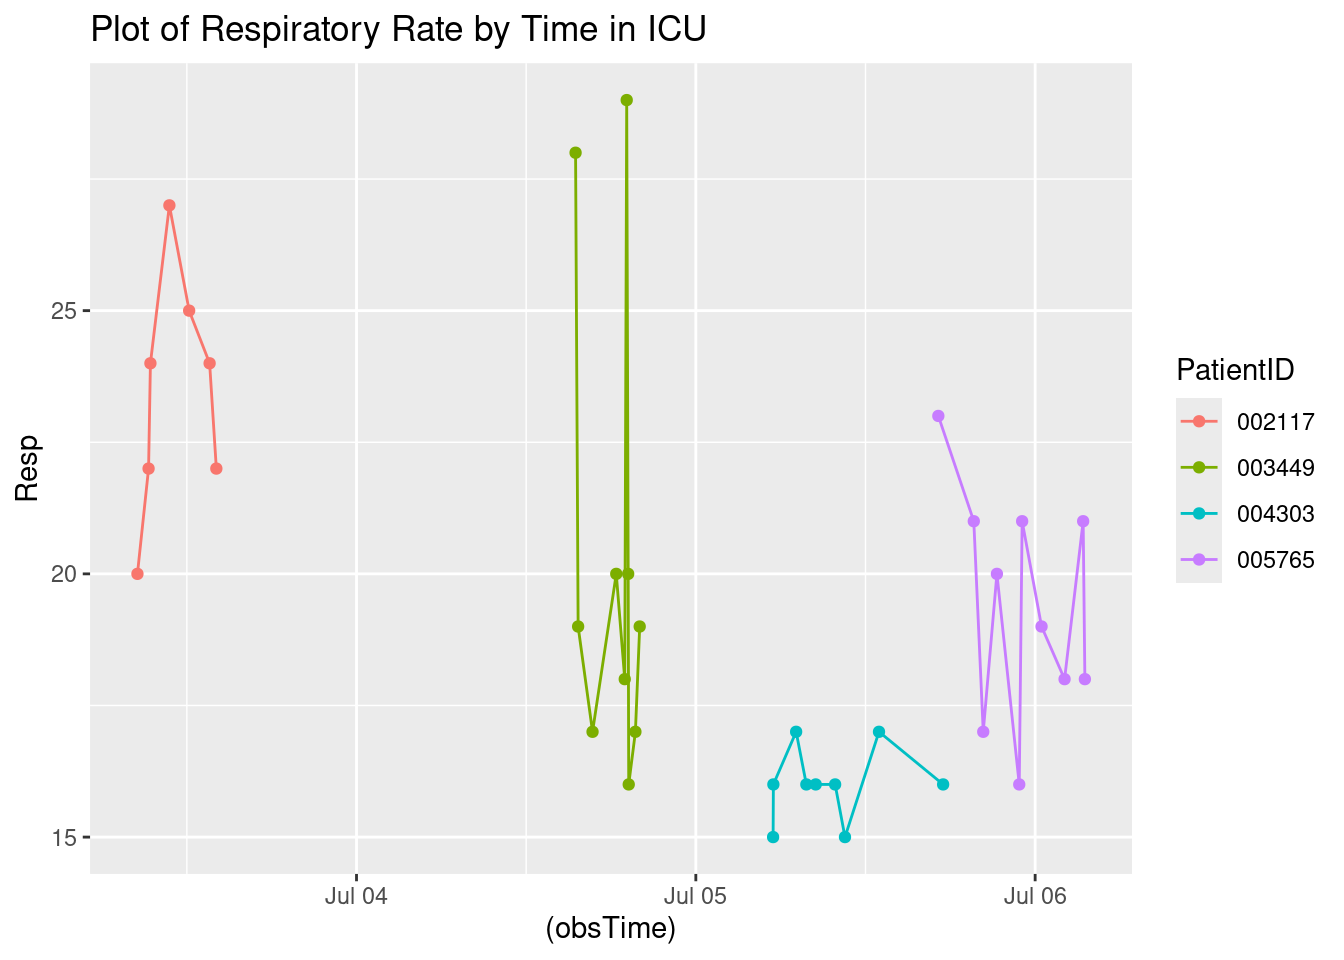 Plot of Respiratory Rate by Time in ICU
Resp
25
20
15
Jul 04
Jul 05
Jul 06
(obsTime)
PatientID
002117
003449
004303
005765